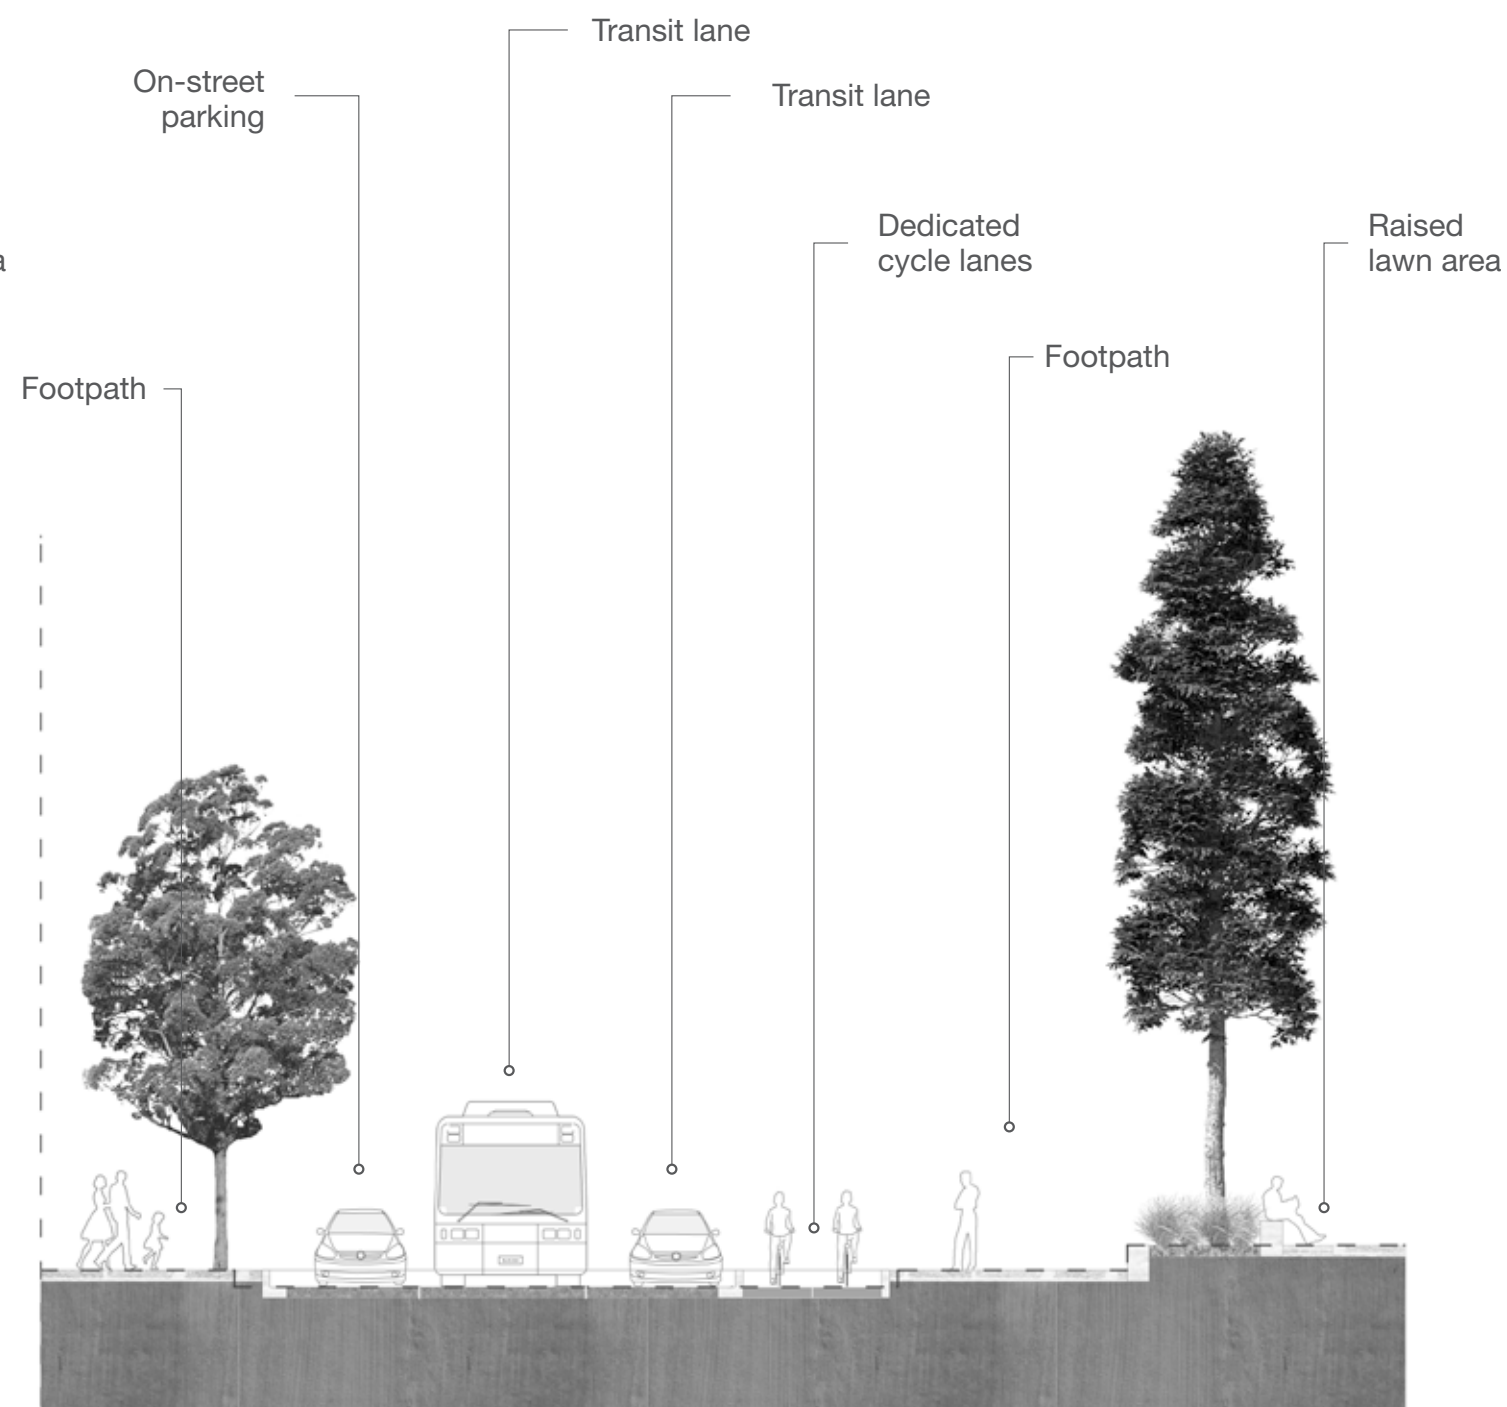 Transit lane
On-street
parking
Transit lane
Dedicated
cycle lanes
Raised
lawn area
a
Footpath
Footpath